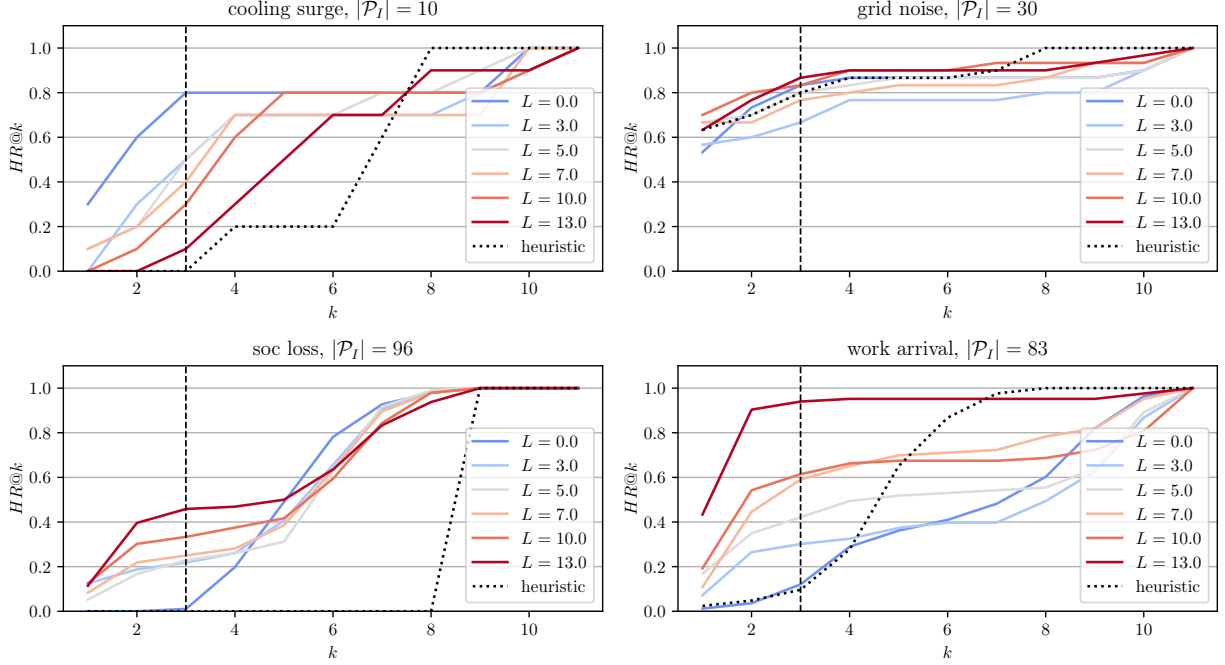 cooling surge, |𝒫_I| = 10
HR@k
1.0
0.8
0.6
0.4
0.2
0.0
2
4
6
8
10
k
L = 0.0
L = 3.0
L = 5.0
L = 7.0
L = 10.0
L = 13.0
heuristic
grid noise, |𝒫_I| = 30
HR@k
1.0
0.8
0.6
0.4
0.2
0.0
2
4
6
8
10
k
L = 0.0
L = 3.0
L = 5.0
L = 7.0
L = 10.0
L = 13.0
heuristic
soc loss, |𝒫_I| = 96
HR@k
1.0
0.8
0.6
0.4
0.2
0.0
2
4
6
8
10
k
L = 0.0
L = 3.0
L = 5.0
L = 7.0
L = 10.0
L = 13.0
heuristic
work arrival, |𝒫_I| = 83
HR@k
1.0
0.8
0.6
0.4
0.2
0.0
2
4
6
8
10
k
L = 0.0
L = 3.0
L = 5.0
L = 7.0
L = 10.0
L = 13.0
heuristic